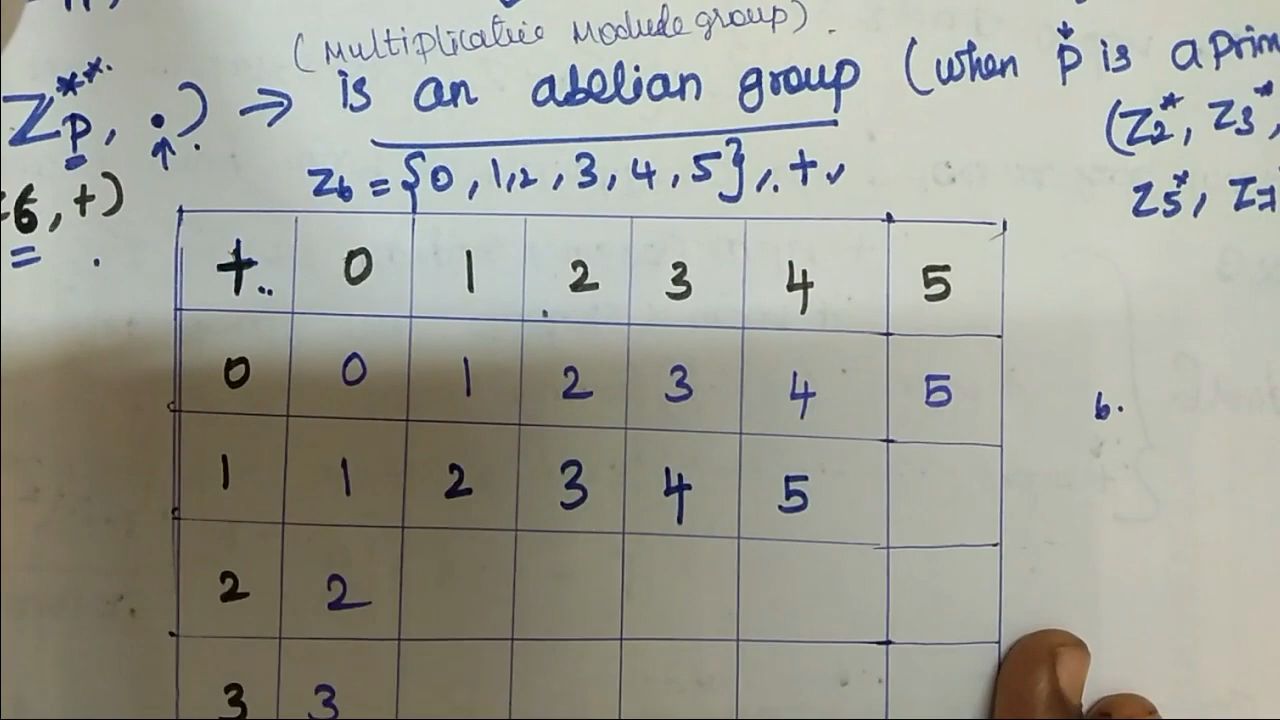 (Multiplicative Module group).
Zp**, •) → is an abelian group (when p is a prim
(Z2*, Z3*,
Z6 = {0, 1, 2, 3, 4, 5}, +
Z5*, Z7
6, +)
+ 0 1 2 3 4 5
0 0 1 2 3 4 5
6.
1 1 2 3 4 5
2 2
3 3